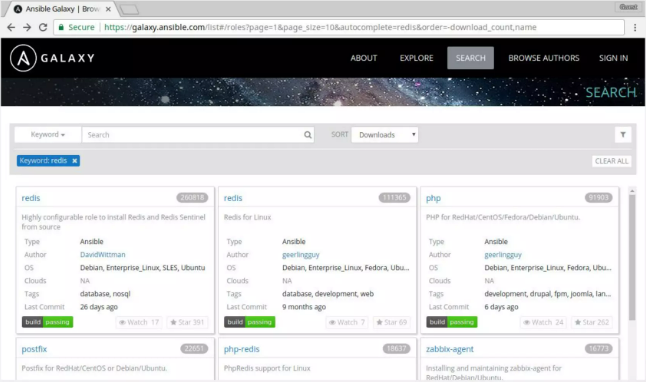 Ansible Galaxy | Brow
Guest
Secure https://galaxy.ansible.com/list#/roles?page=1&page_size=10&autocomplete=redis&order=-download_count,name
A GALAXY ABOUT EXPLORE SEARCH BROWSE AUTHORS SIGN IN
SEARCH
Keyword Search SORT Downloads
Keyword: redis × CLEAR ALL
redis 260818
Highly configurable role to install Redis and Redis Sentinel
from source
Type Ansible
Author DavidWittman
OS Debian, Enterprise_Linux, SLES, Ubuntu
Clouds NA
Tags database, nosql
Last Commit 26 days ago
build passing Watch 17 Star 391
redis 111365
Redis for Linux
Type Ansible
Author geerlingguy
OS Debian, Enterprise_Linux, Fedora, Ubu...
Clouds NA
Tags database, development, web
Last Commit 9 months ago
build passing Watch 7 Star 69
php 91903
PHP for RedHat/CentOS/Fedora/Debian/Ubuntu.
Type Ansible
Author geerlingguy
OS Debian, Enterprise_Linux, Fedora, Ubu...
Clouds NA
Tags development, drupal, fpm, joomla, lan...
Last Commit 6 days ago
build passing Watch 24 Star 252
postfix 22651
Postfix for RedHat/CentOS or Debian/Ubuntu.
php-redis 18637
PhpRedis support for Linux
zabbix-agent 16773
Installing and maintaining zabbix-agent for
RedHat/Debian/Ubuntu.